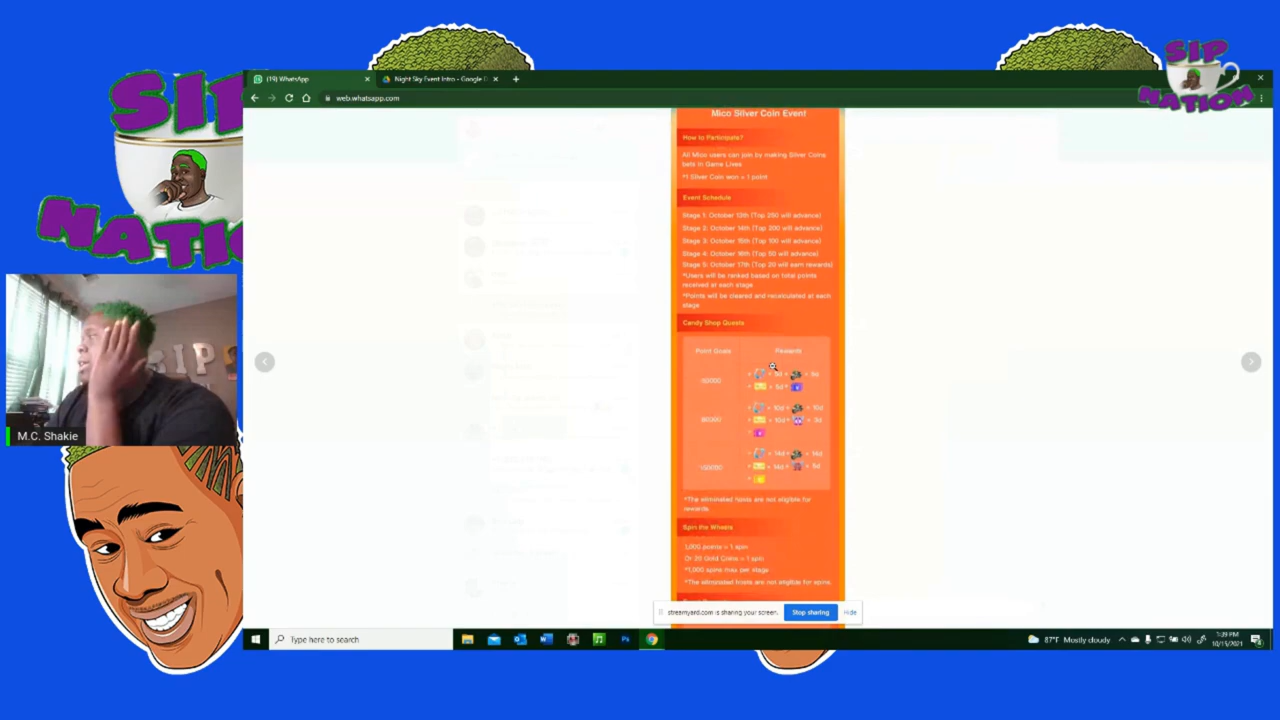 SIP
NATION
SIP
NATIO
(19) WhatsApp
Night Sky Event Intro - Google D
web.whatsapp.com
Mico Silver Coin Event
How to Participate?
All Mico users can join by making Silver Coins
bets in Game Lives
*1 Silver Coin won = 1 point
Event Schedule
Stage 1: October 13th (Top 250 will advance)
Stage 2: October 14th (Top 200 will advance)
Stage 3: October 15th (Top 100 will advance)
Stage 4: October 16th (Top 50 will advance)
Stage 5: October 17th (Top 20 will earn rewards)
*Users will be ranked based on total points
received at each stage
*Points will be cleared and recalculated at each
stage
Candy Shop Quests
Point Goals
Presents
*The eliminated hosts are not eligible for
rewards.
Spin the Wheels
1,000 points = 1 spin
Or 20 Gold Coins = 1 spin
*1,000 spins max per stage
*The eliminated hosts are not eligible for spins.
SIPS
M.C. Shakie
streamyard.com is sharing your screen.
Stop sharing
Hide
Type here to search
87°F Mostly cloudy
10/15/2021